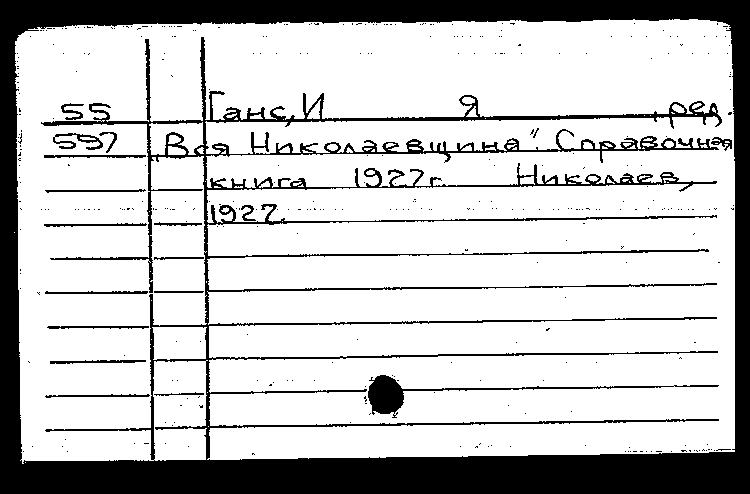 55 Ганс, И Я , ред.
597 „Вся Николаевщина". Справочная
книга 1927г. Николаев,
1927.